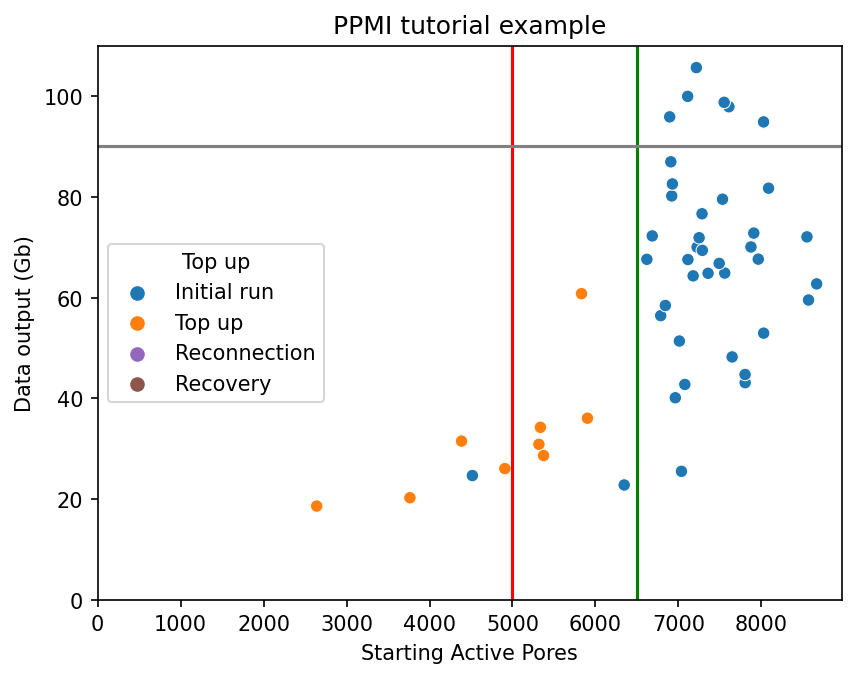 PPMI tutorial example
Data output (Gb)
100
80
60
40
20
0
Top up
Initial run
Top up
Reconnection
Recovery
0 1000 2000 3000 4000 5000 6000 7000 8000
Starting Active Pores